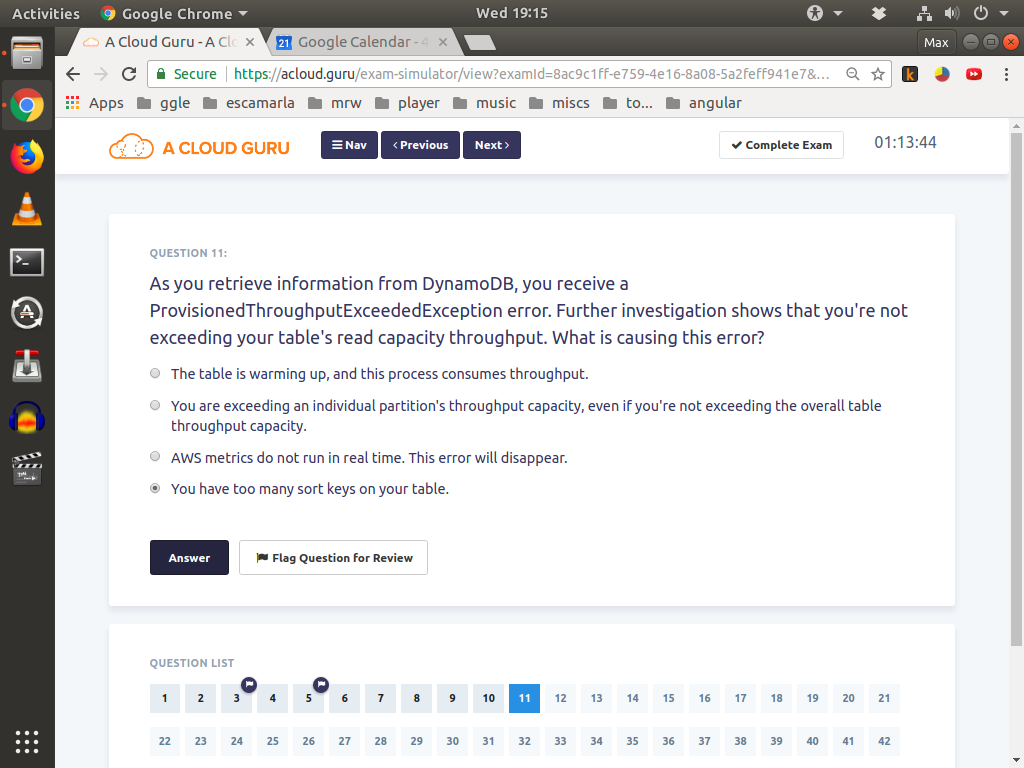 Activities Google Chrome Wed 19:15
A Cloud Guru - A Clo Google Calendar - 4 Max
Secure https://acloud.guru/exam-simulator/view?examId=8ac9c1ff-e759-4e16-8a08-5a2feff941e7&...
Apps ggle escamarla mrw player music miscs to... angular
A CLOUD GURU Nav Previous Next Complete Exam 01:13:44
QUESTION 11:
As you retrieve information from DynamoDB, you receive a
ProvisionedThroughputExceededException error. Further investigation shows that you're not
exceeding your table's read capacity throughput. What is causing this error?
The table is warming up, and this process consumes throughput.
You are exceeding an individual partition's throughput capacity, even if you're not exceeding the overall table
throughput capacity.
AWS metrics do not run in real time. This error will disappear.
You have too many sort keys on your table.
Answer Flag Question for Review
QUESTION LIST
1 2 3 4 5 6 7 8 9 10 11 12 13 14 15 16 17 18 19 20 21
22 23 24 25 26 27 28 29 30 31 32 33 34 35 36 37 38 39 40 41 42